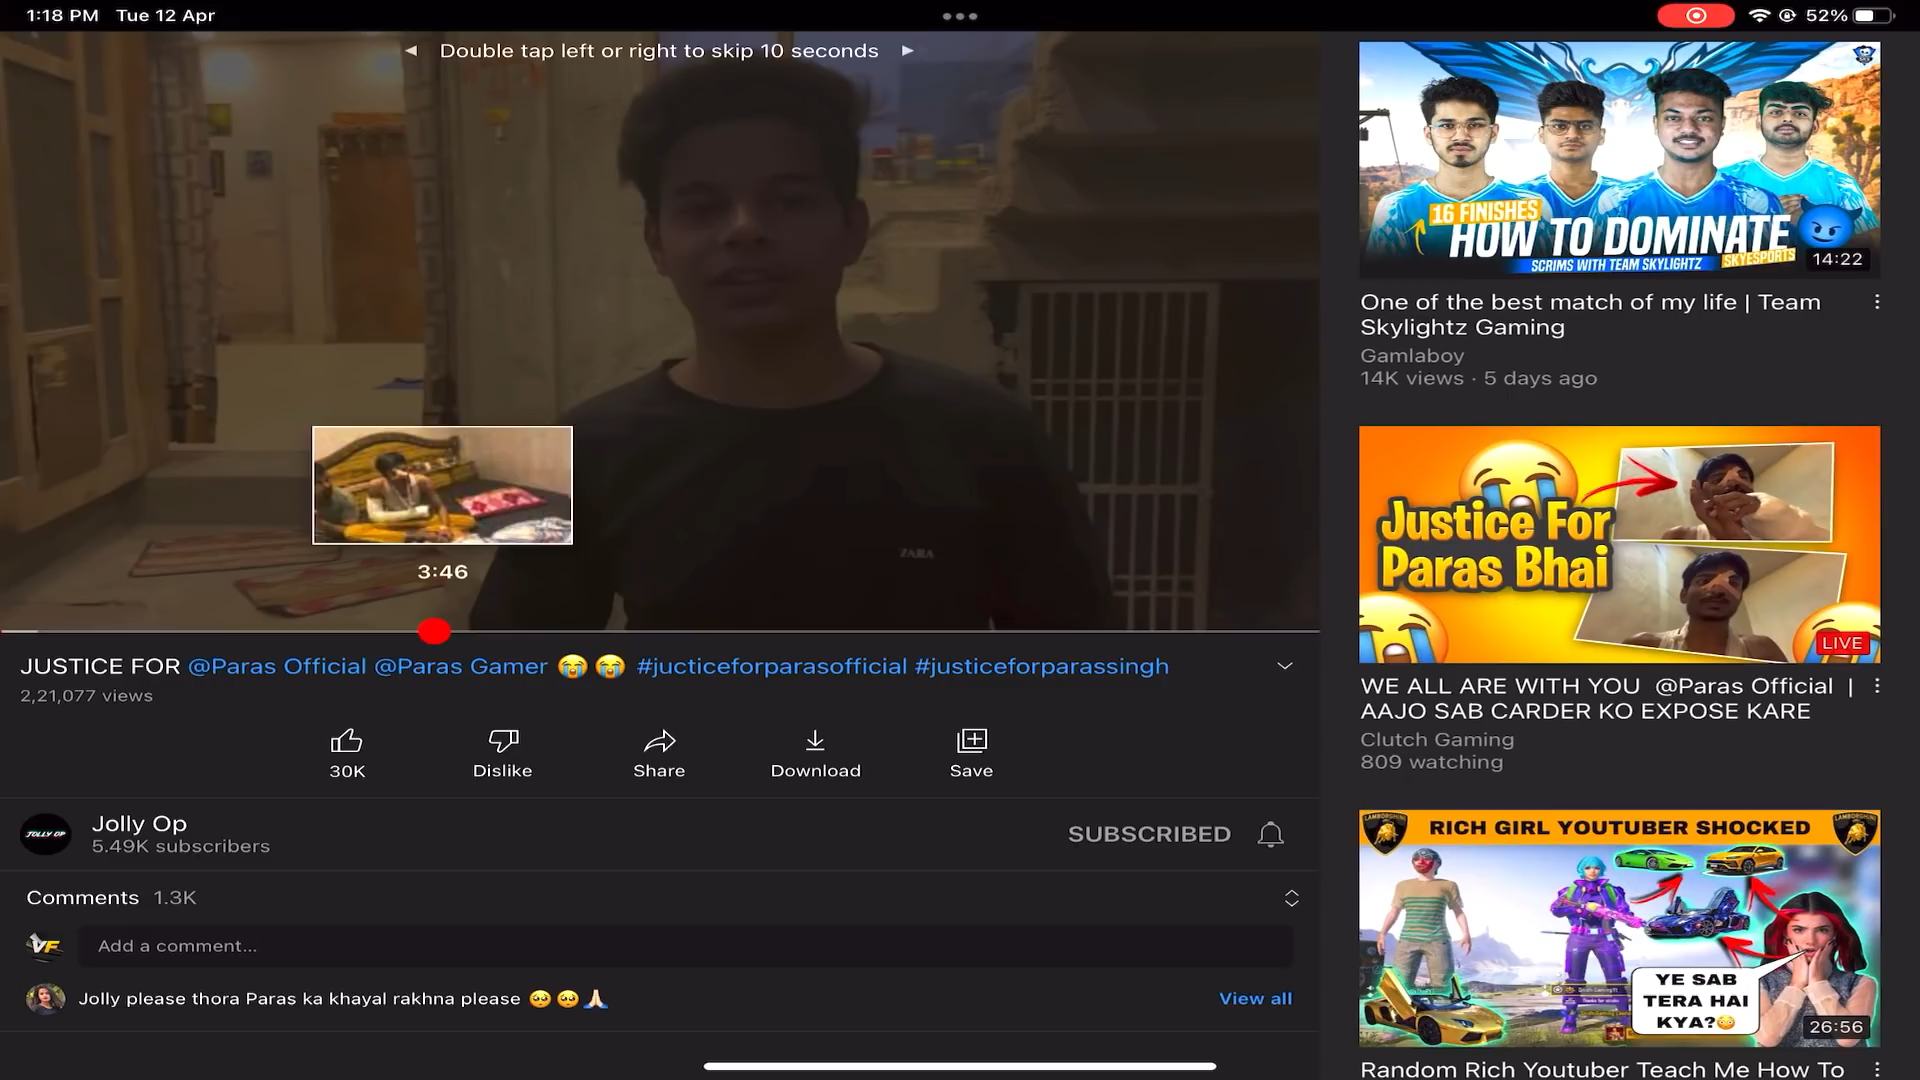 1:18 PM Tue 12 Apr
52%
Double tap left or right to skip 10 seconds
ZARA
3:46
JUSTICE FOR @Paras Official @Paras Gamer 😭😭 #jucticeforparasofficial #justiceforparassingh
2,21,077 views
30K
Dislike
Share
Download
Save
JOLLY OP
Jolly Op
5.49K subscribers
SUBSCRIBED
Comments 1.3K
VF
Add a comment...
Jolly please thora Paras ka khayal rakhna please 🥺🥺🙏🏻
View all
16 FINISHES
HOW TO DOMINATE
SCRIMS WITH TEAM SKYLIGHTZ
SKYESPORTS
14:22
One of the best match of my life | Team
Skylightz Gaming
Gamlaboy
14K views · 5 days ago
Justice For
Paras Bhai
LIVE
WE ALL ARE WITH YOU @Paras Official |
AAJO SAB CARDER KO EXPOSE KARE
Clutch Gaming
809 watching
LAMBORGHINI
RICH GIRL YOUTUBER SHOCKED
LAMBORGHINI
YE SAB
TERA HAI
KYA?😳
26:56
Random Rich Youtuber Teach Me How To